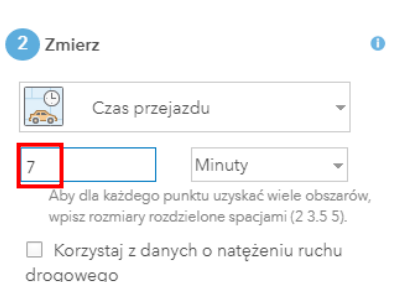 2 Zmierz
Czas przejazdu
7 Minuty
Aby dla każdego punktu uzyskać wiele obszarów,
wpisz rozmiary rozdzielone spacjami (2 3.5 5).
Korzystaj z danych o natężeniu ruchu
drogowego